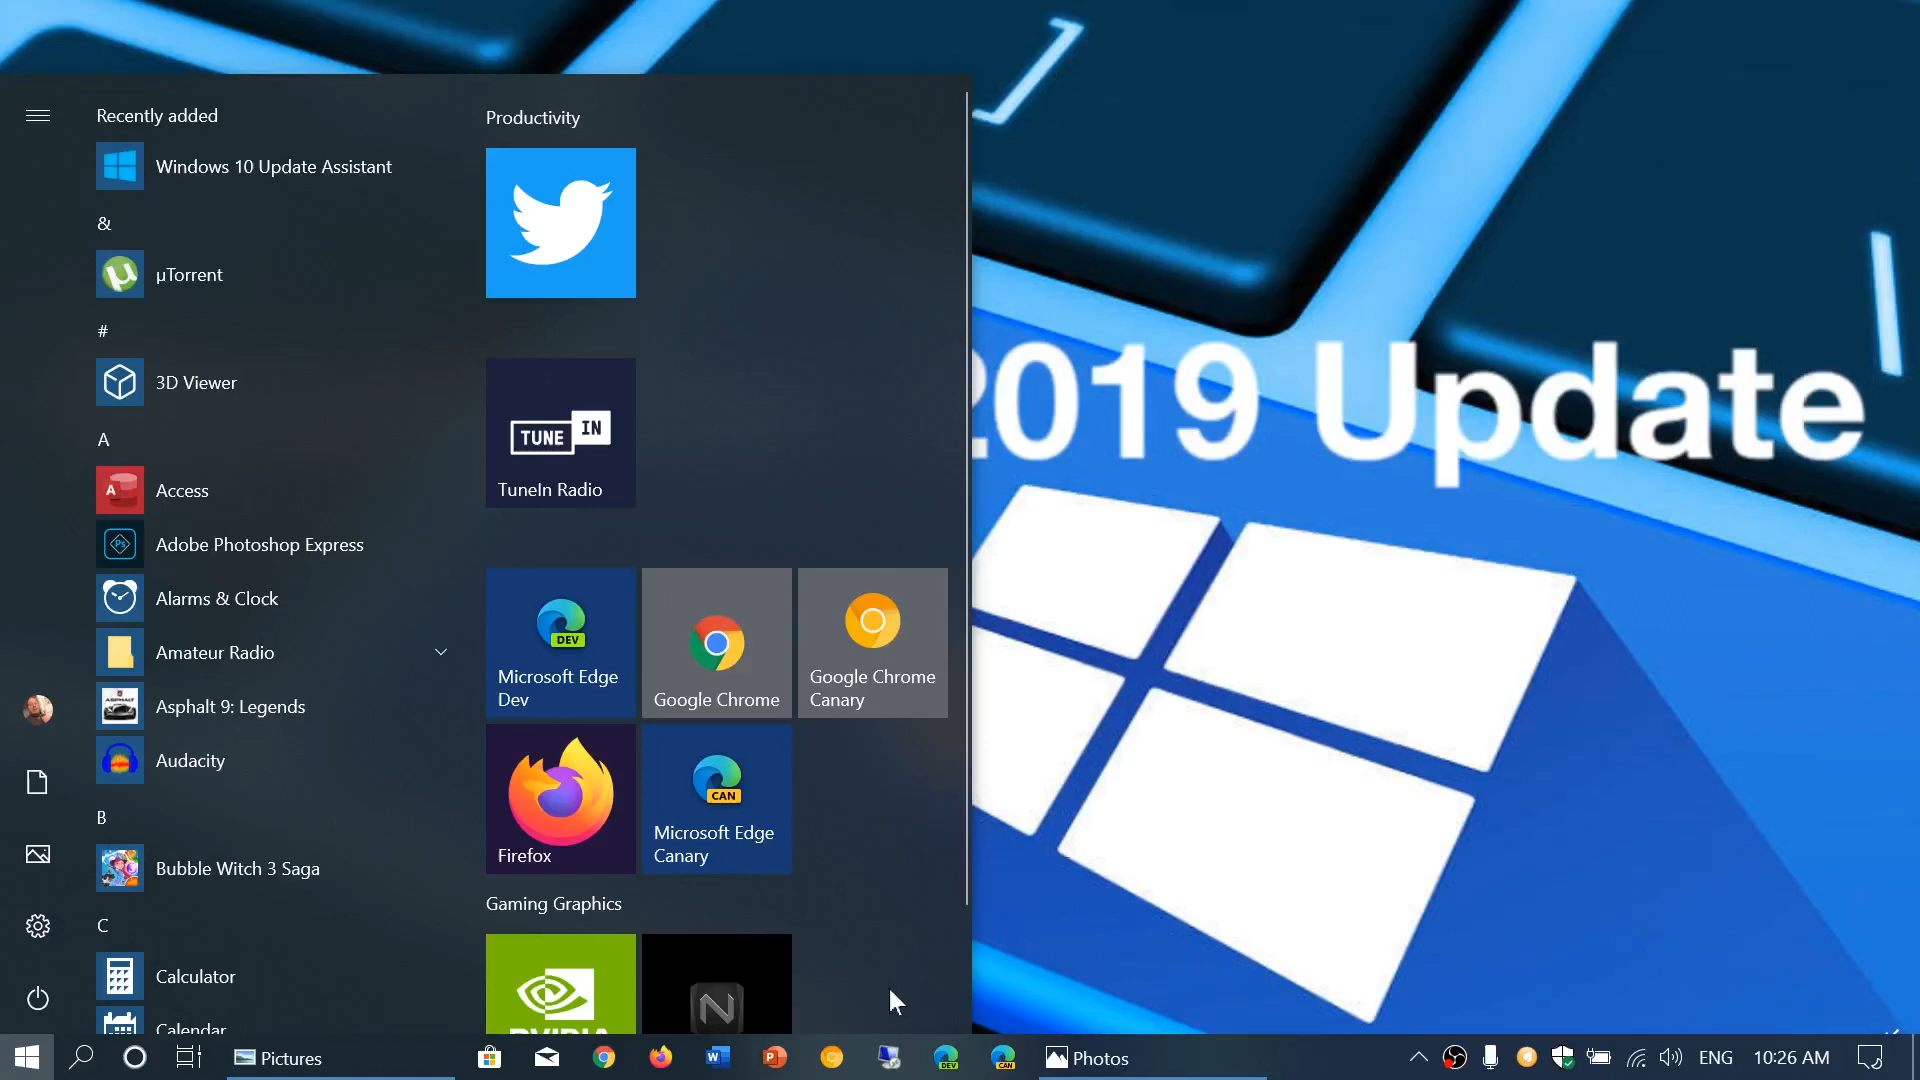 Recently added
Windows 10 Update Assistant
&
µTorrent
#
3D Viewer
A
Access
Adobe Photoshop Express
Alarms & Clock
Amateur Radio
Asphalt 9: Legends
Audacity
B
Bubble Witch 3 Saga
C
Calculator
Calendar
Productivity
TUNE IN
TuneIn Radio
DEV
Microsoft Edge
Dev
Google Chrome
Google Chrome
Canary
Firefox
CAN
Microsoft Edge
Canary
Gaming Graphics
NVIDIA
N
]
2019 Update
Pictures
Photos
ENG
10:26 AM